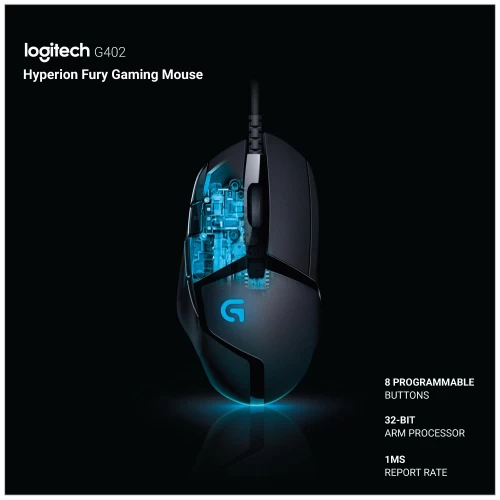 logitech G402
Hyperion Fury Gaming Mouse
G
8 PROGRAMMABLE
BUTTONS
32-BIT
ARM PROCESSOR
1MS
REPORT RATE